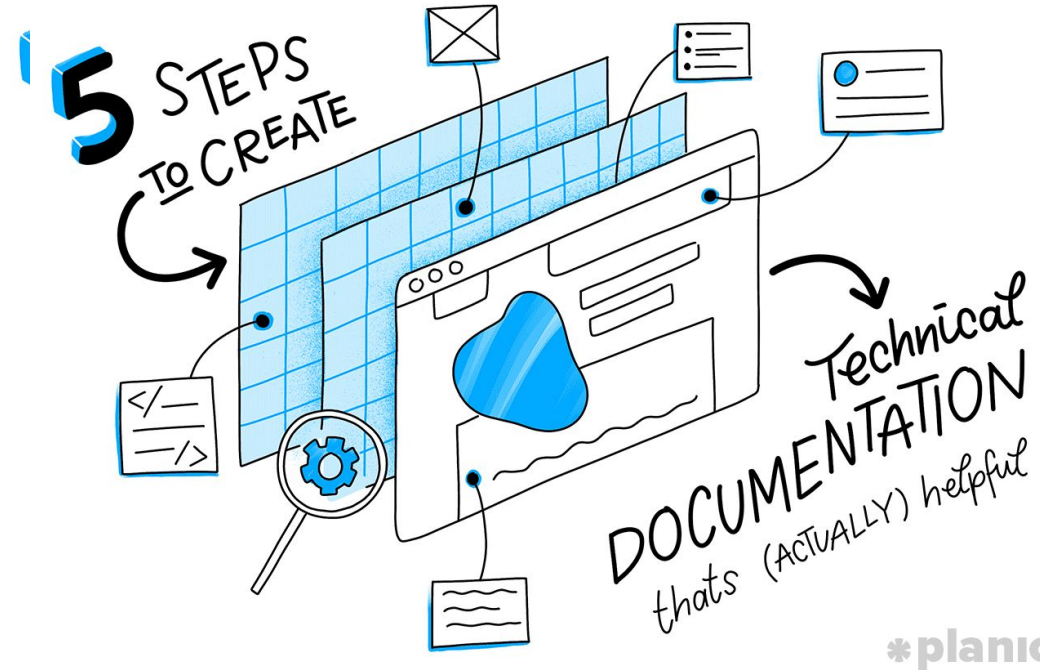 5 STEPS
TO CREATE
</—
—/>
Technical
DOCUMENTATION
thats (ACTUALLY) helpful
*planio